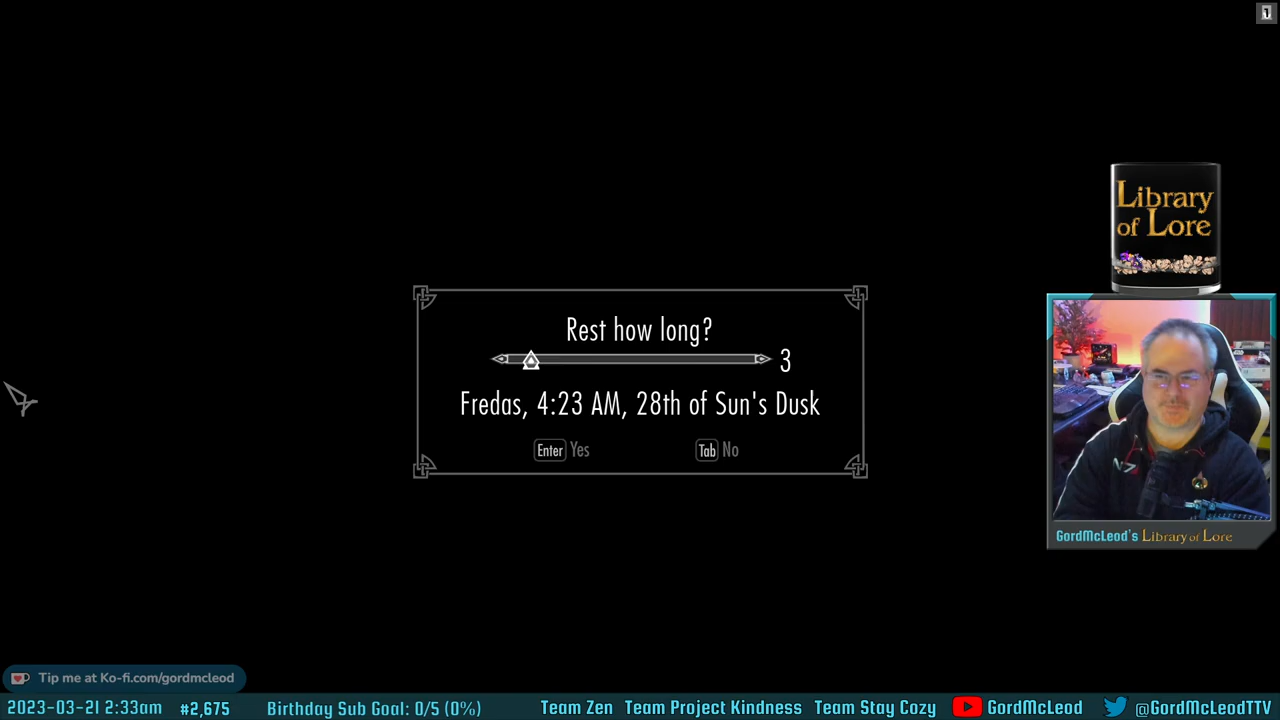 1
Library
of Lore
Rest how long?
3
Fredas, 4:23 AM, 28th of Sun's Dusk
Enter Yes
Tab No
N7
GordMcLeod's Library of Lore
Tip me at Ko-fi.com/gordmcleod
2023-03-21 2:33am #2,675 Birthday Sub Goal: 0/5 (0%) Team Zen Team Project Kindness Team Stay Cozy GordMcLeod @GordMcLeodTTV